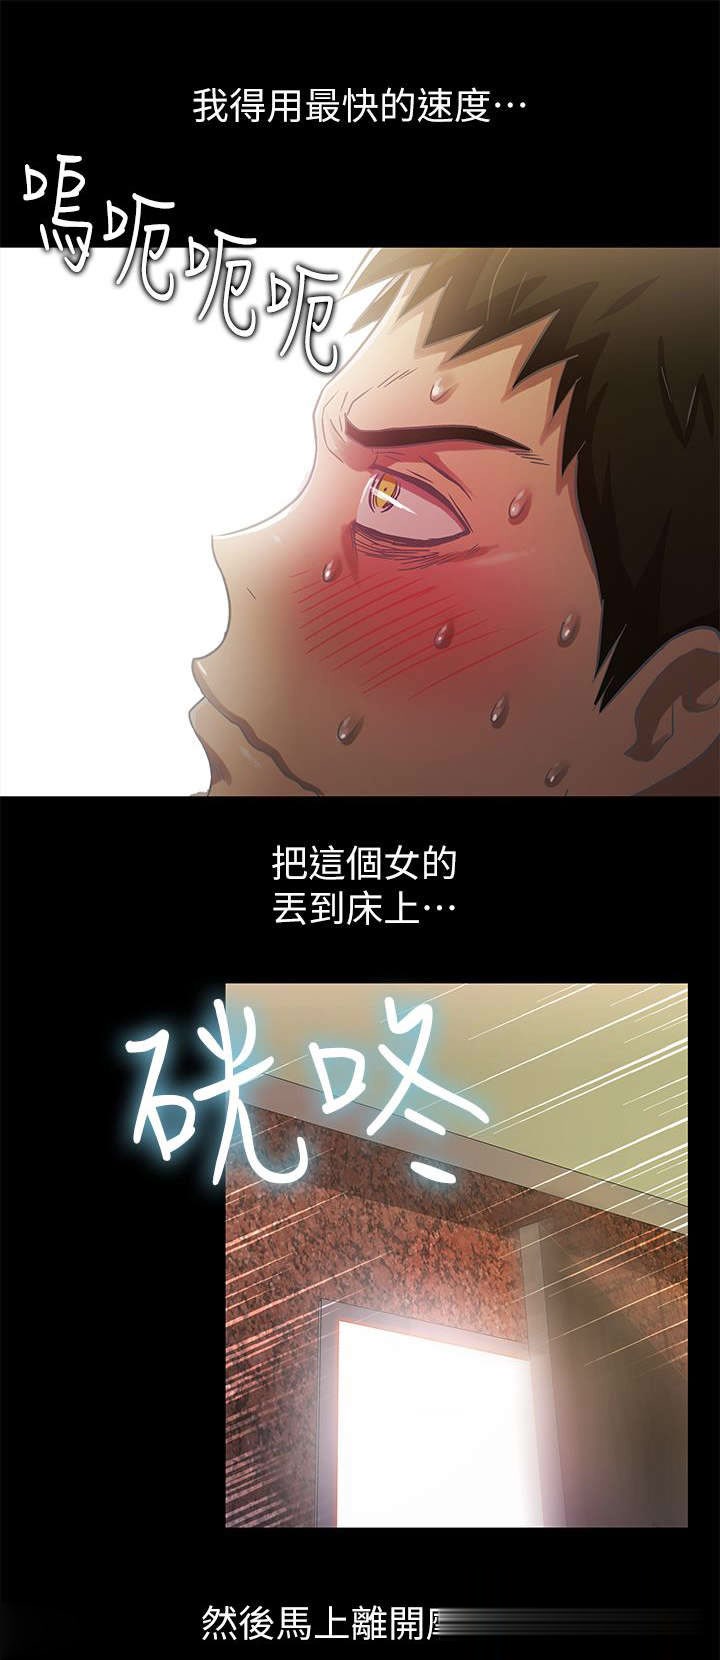 我得用最快的速度⋯
嗚呃呃呃
把這個女的
丟到床上⋯
硄咚
然後馬上離開